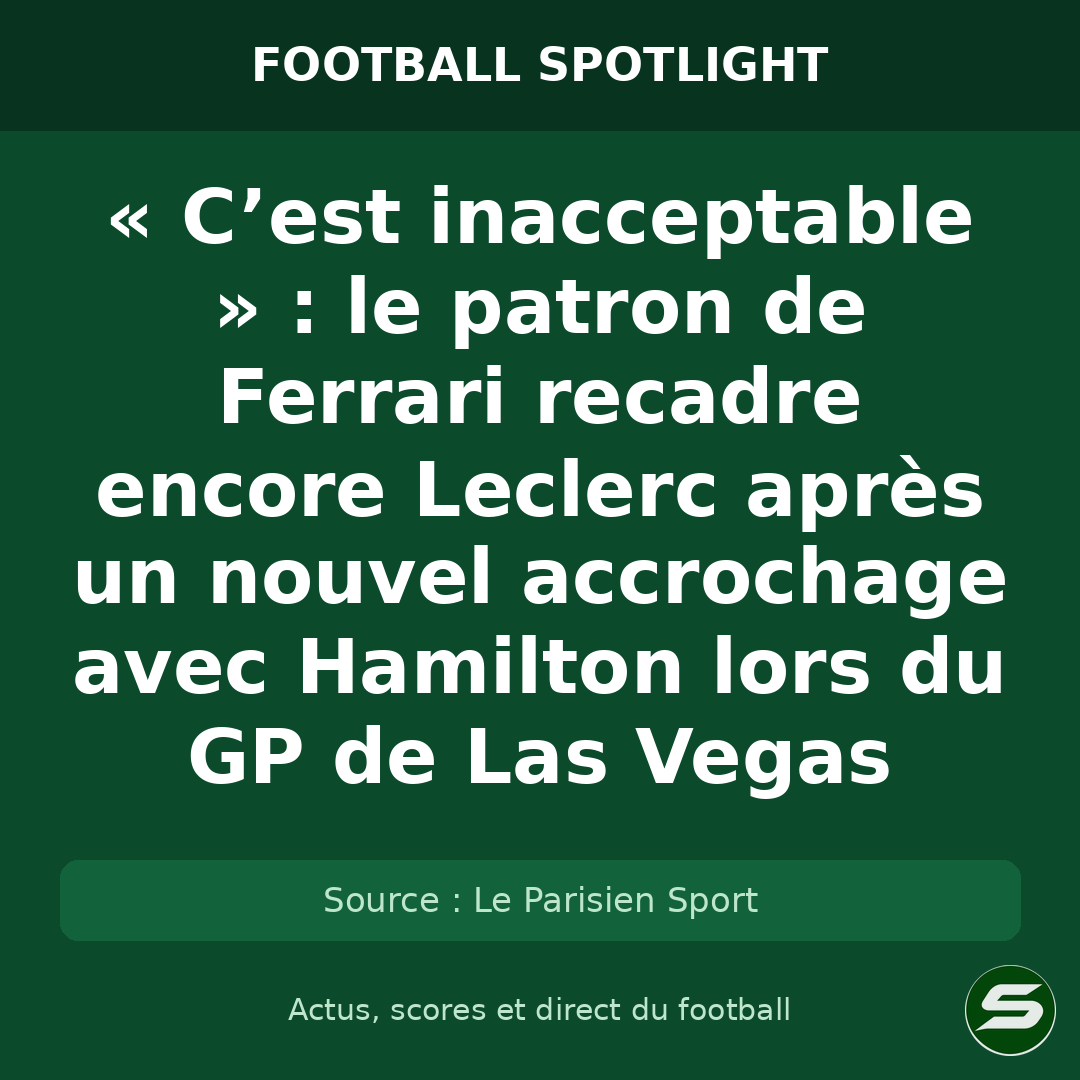 FOOTBALL SPOTLIGHT
« C’est inacceptable
» : le patron de
Ferrari recadre
encore Leclerc après
un nouvel accrochage
avec Hamilton lors du
GP de Las Vegas
Source : Le Parisien Sport
Actus, scores et direct du football
S